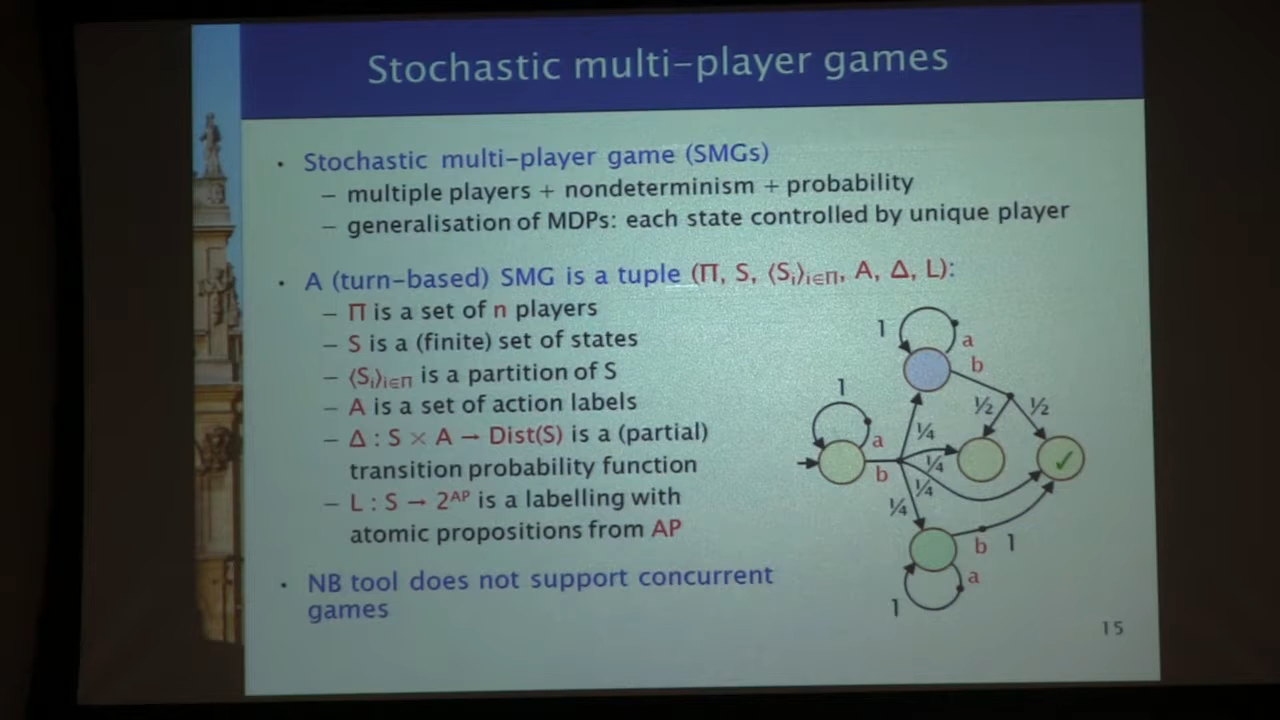 Stochastic multi-player games
• Stochastic multi-player game (SMGs)
– multiple players + nondeterminism + probability
– generalisation of MDPs: each state controlled by unique player
• A (turn-based) SMG is a tuple (Π, S, ⟨Sᵢ⟩i∈Π, A, Δ, L):
– Π is a set of n players
– S is a (finite) set of states
– ⟨Sᵢ⟩i∈Π is a partition of S
– A is a set of action labels
– Δ : S × A → Dist(S) is a (partial)
transition probability function
– L : S → 2^AP is a labelling with
atomic propositions from AP
• NB tool does not support concurrent
games
1
a
b
½
½
1
a
b
¼
¼
¼
¼
✓
b
1
a
1
15